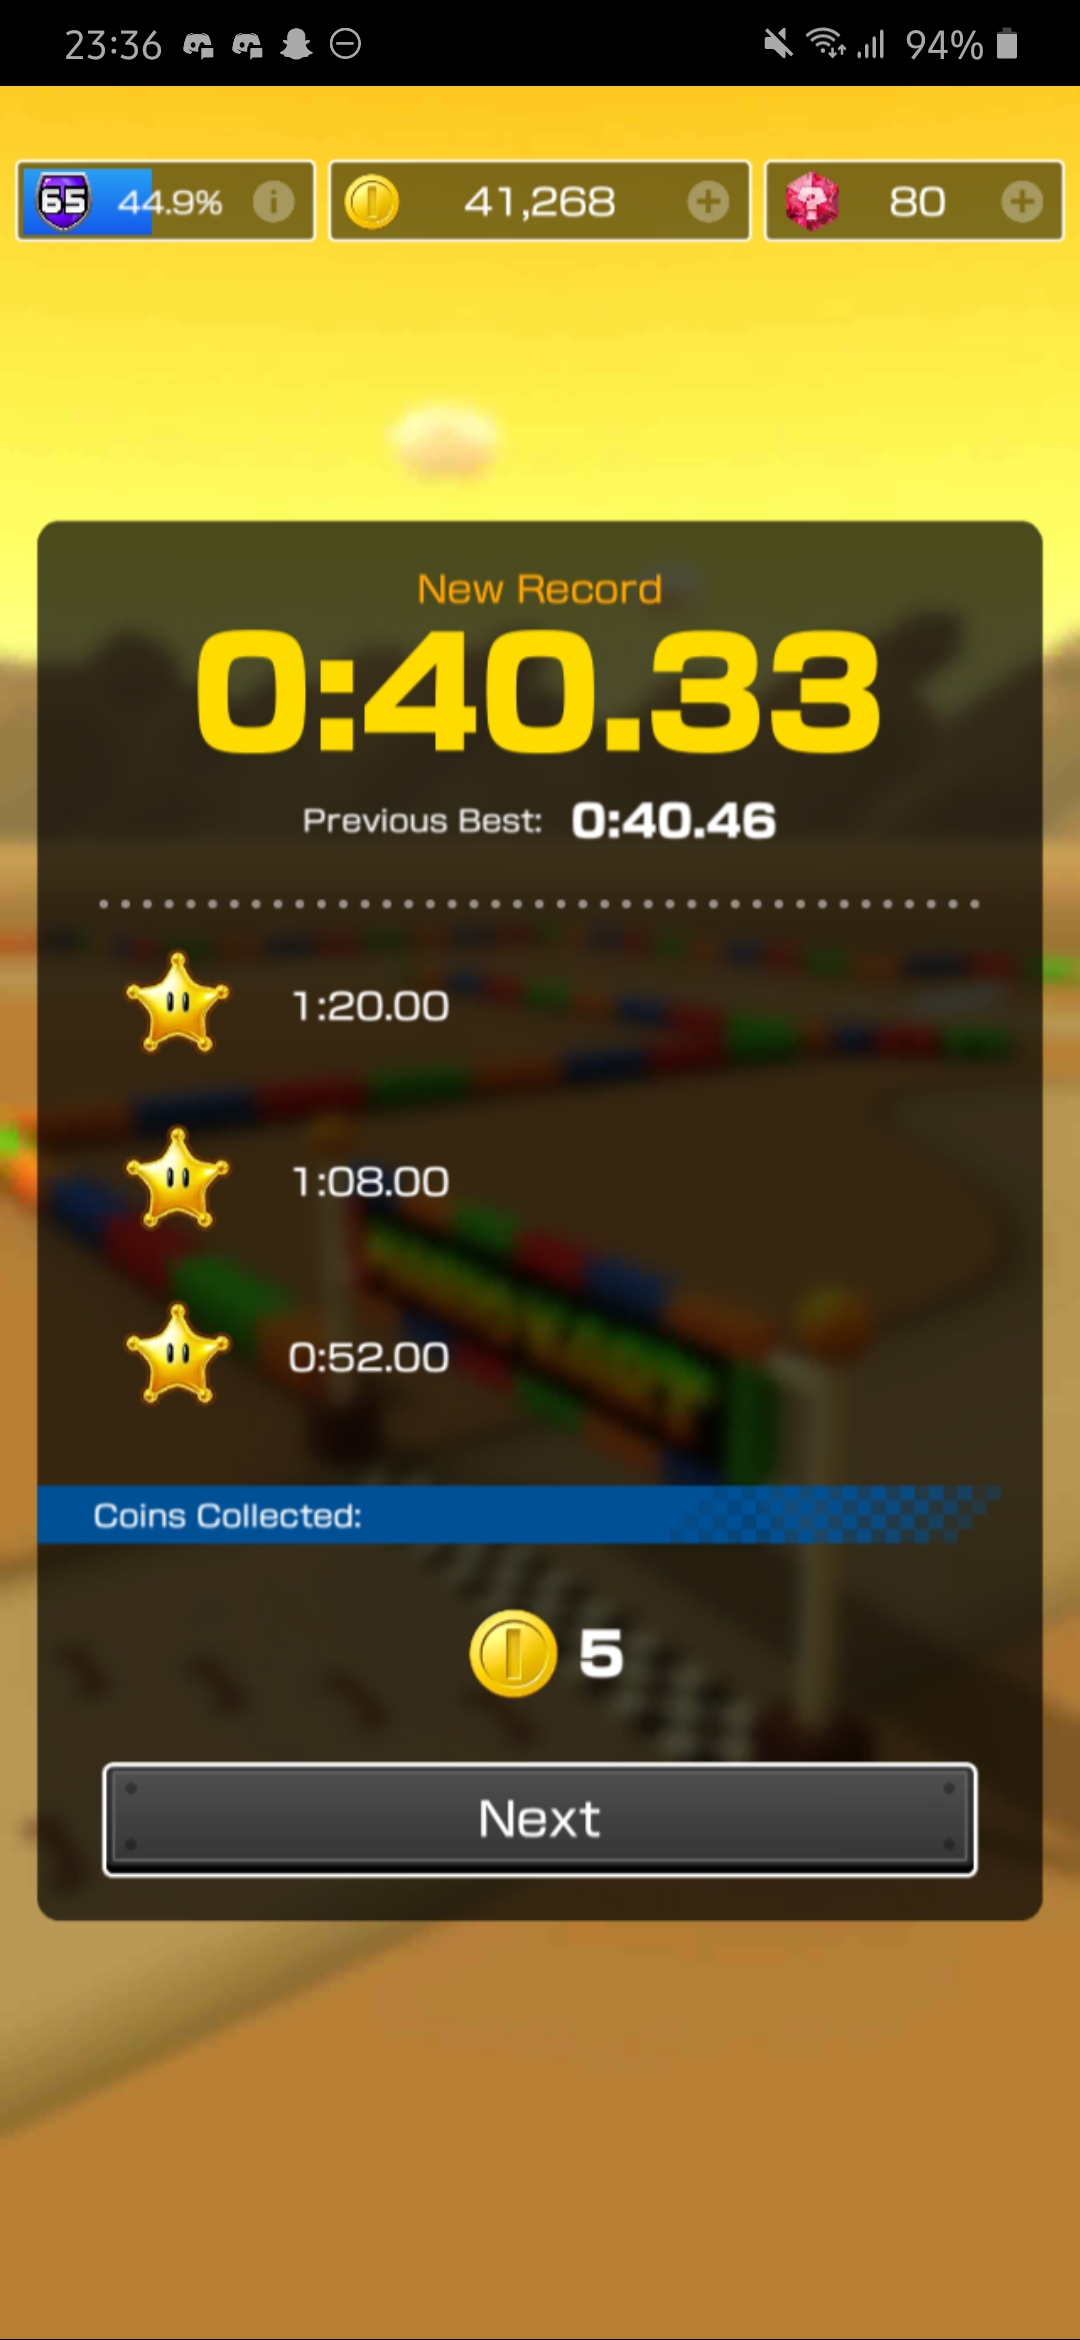 23:36 94%
65 44.9% i 41,268 + 80 +
New Record
0:40.33
Previous Best: 0:40.46
1:20.00
1:08.00
0:52.00
Coins Collected:
5
Next